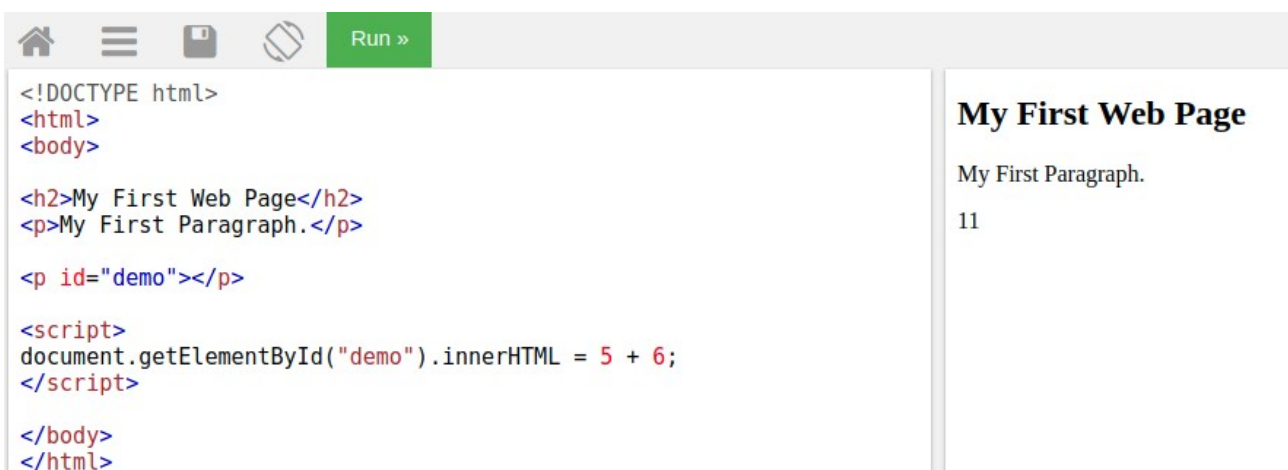 Run »
<!DOCTYPE html>
<html>
<body>
<h2>My First Web Page</h2>
<p>My First Paragraph.</p>
<p id="demo"></p>
<script>
document.getElementById("demo").innerHTML = 5 + 6;
</script>
</body>
</html>
My First Web Page
My First Paragraph.
11